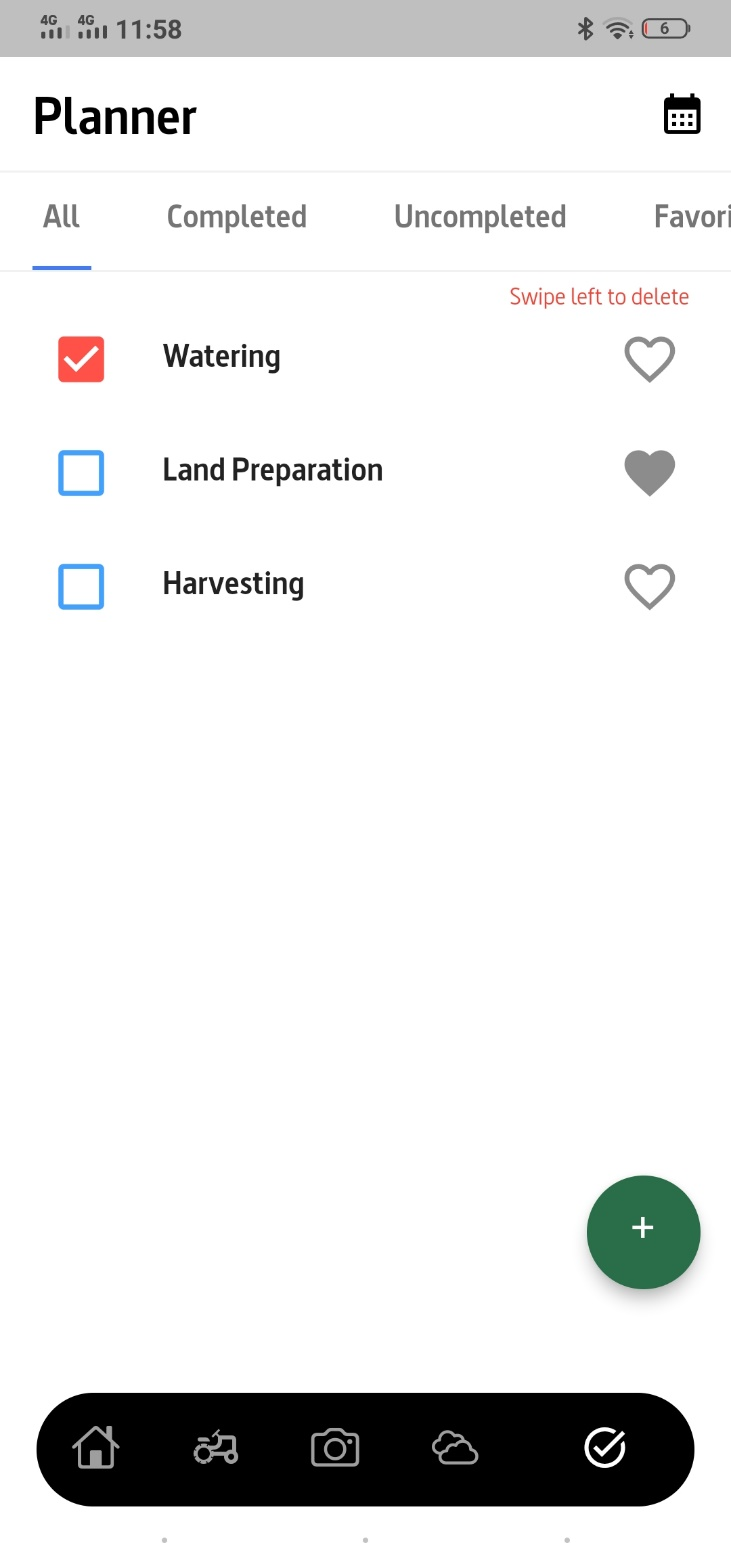 4G 4G 11:58 6
Planner
All Completed Uncompleted Favori
Swipe left to delete
Watering
Land Preparation
Harvesting
+